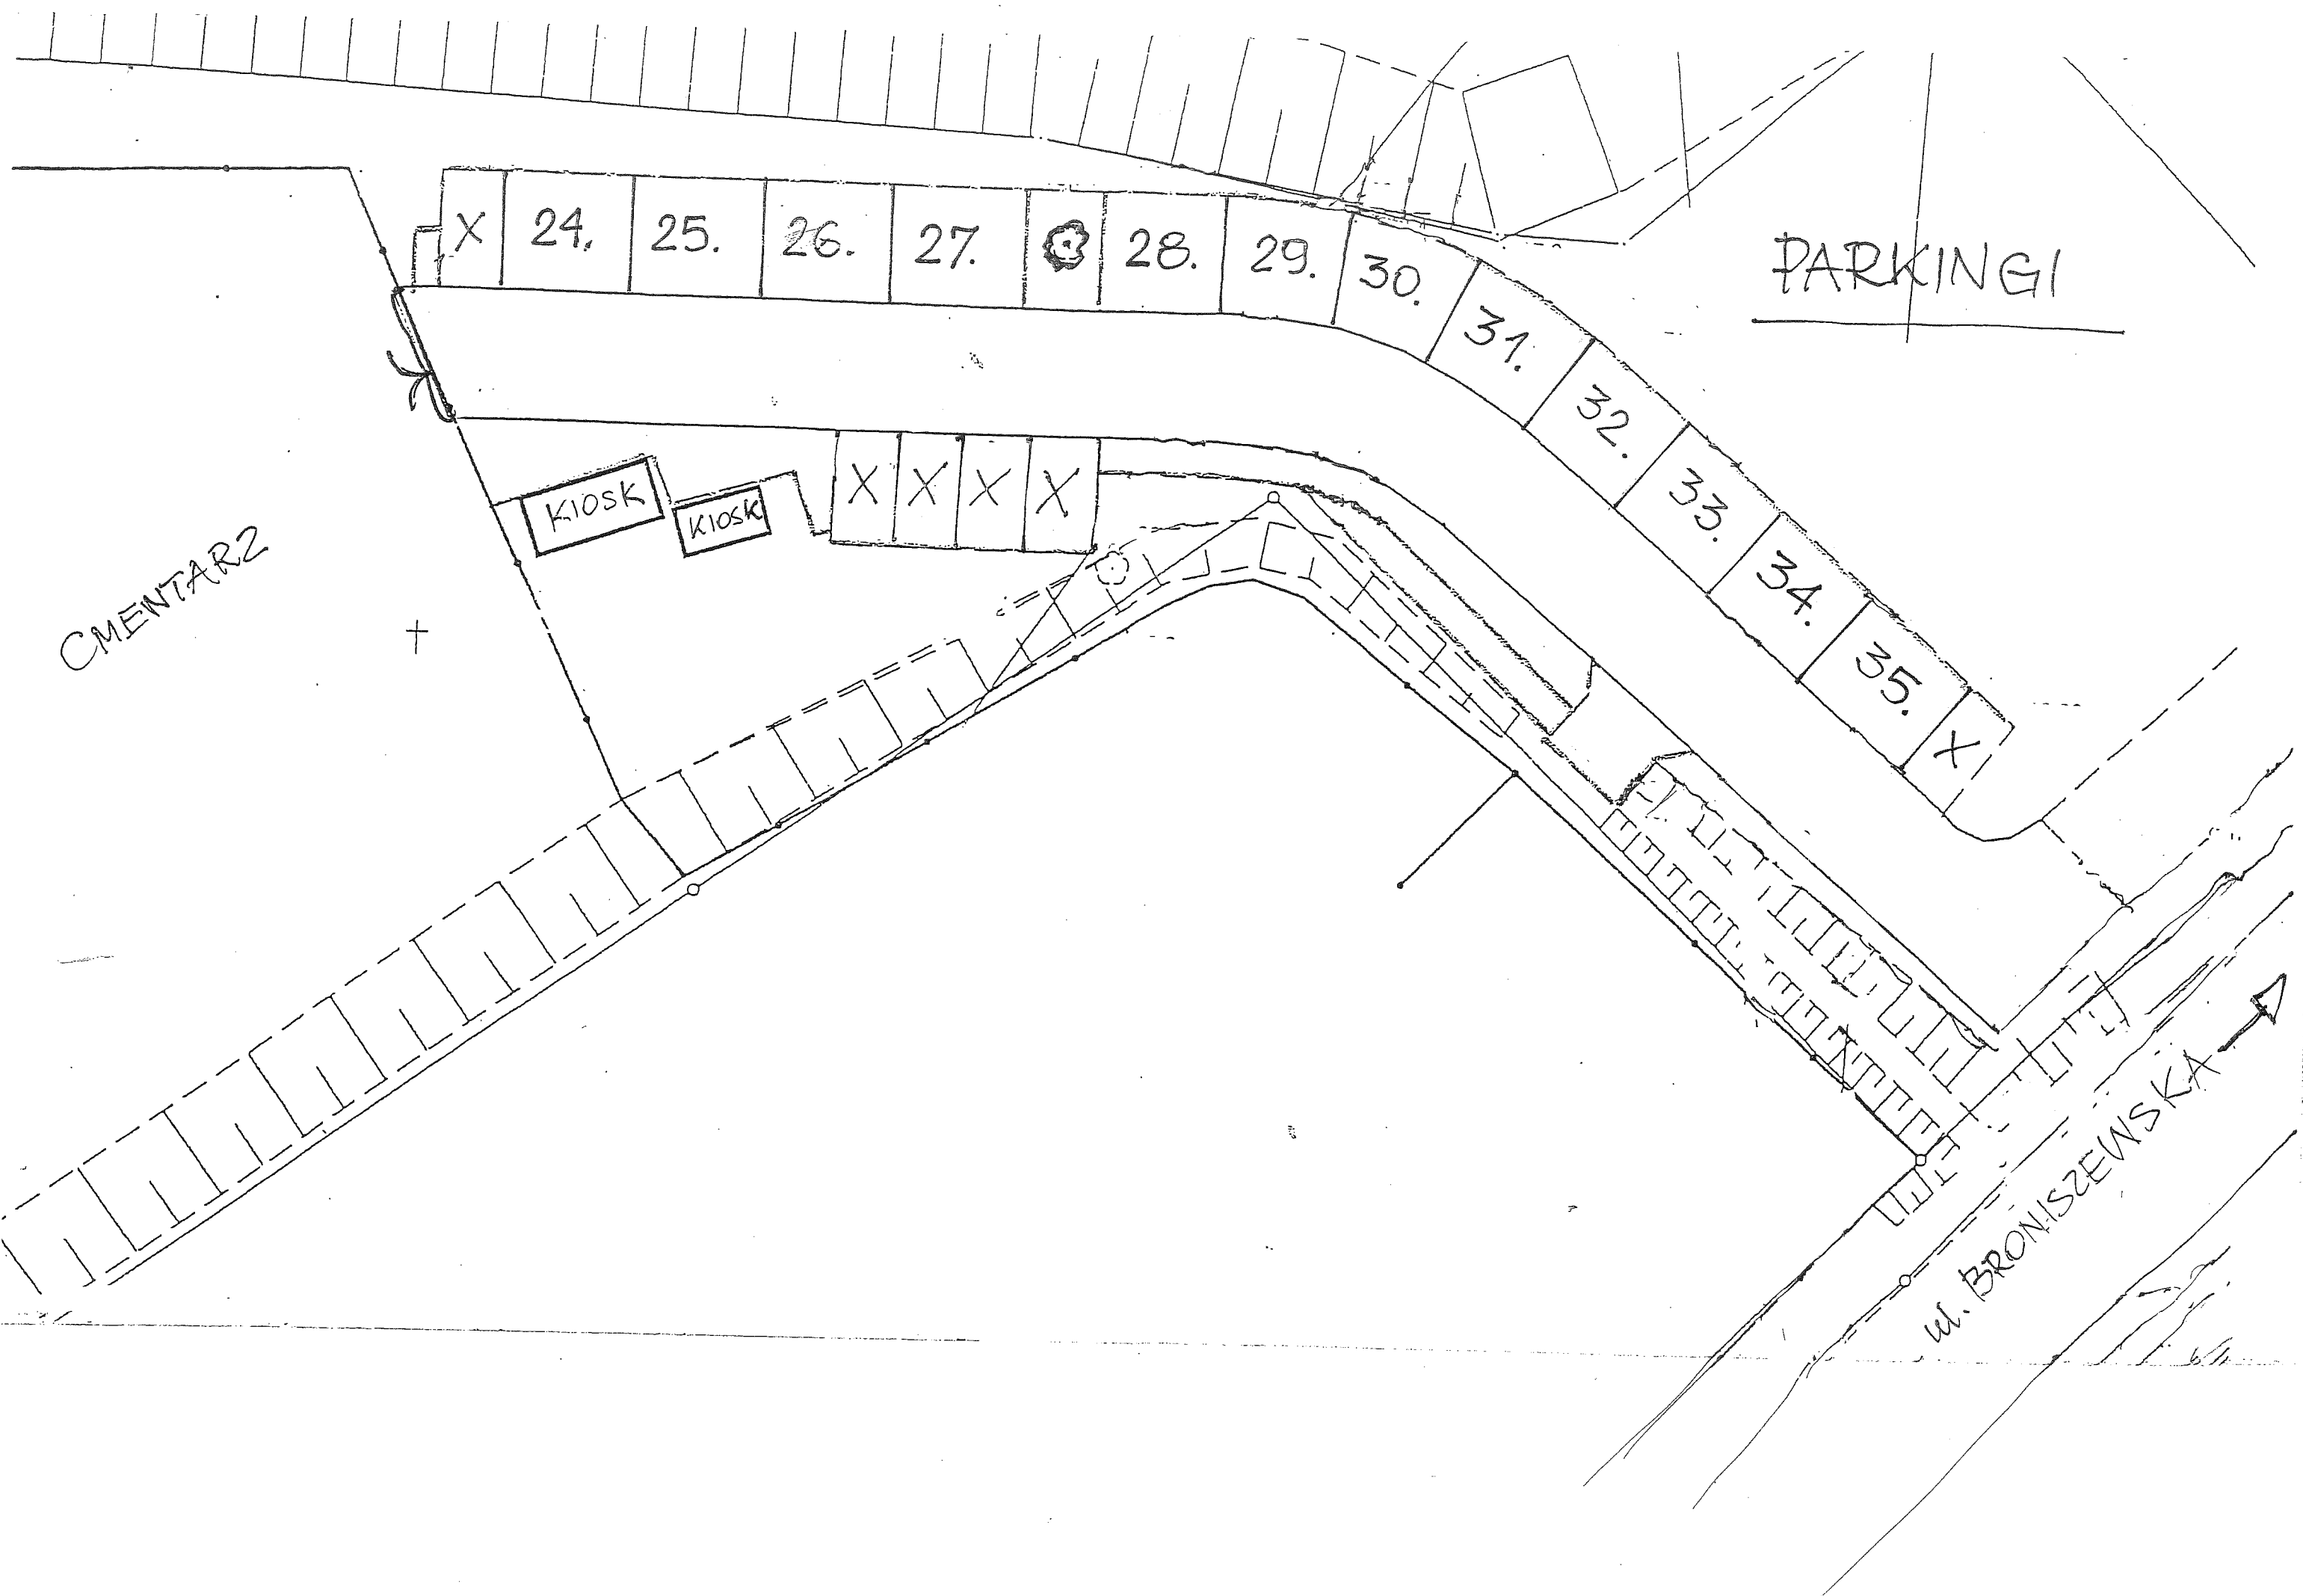 X 24. 25. 26. 27. 28. 29. 30. 31. 32. 33. 34. 35. X
PARKINGI
KIOSK
KIOSK
X X X X
CMENTARZ
ul. BRONISZEWSKA